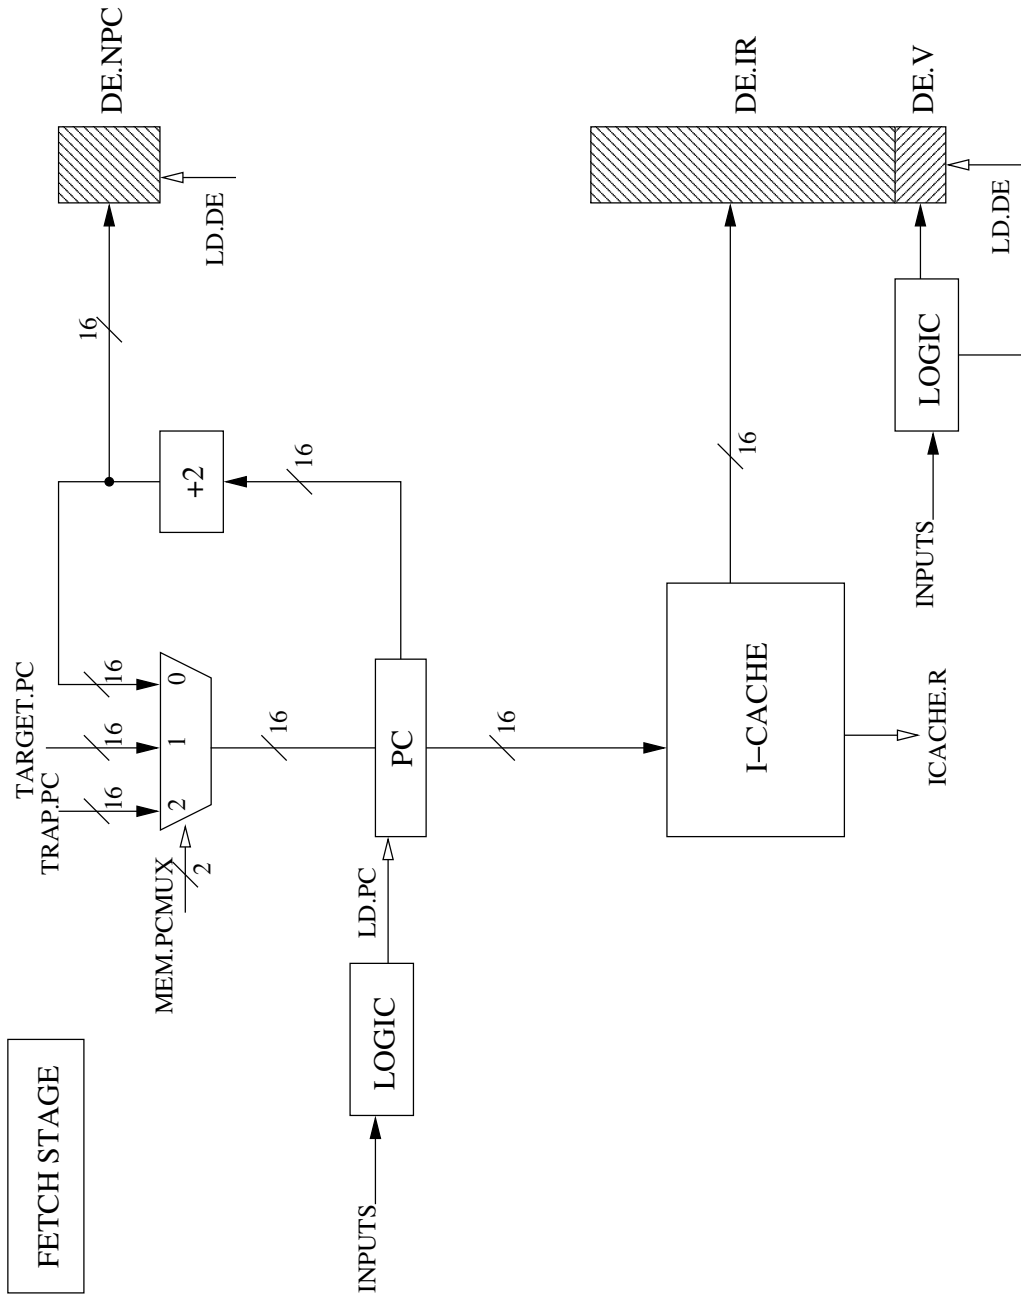 FETCH STAGE
TRAP.PC
TARGET.PC
16
16
16
MEM.PCMUX
2
2
1
0
16
16
DE.NPC
LD.DE
+2
16
INPUTS
LOGIC
LD.PC
PC
16
I–CACHE
ICACHE.R
16
DE.IR
DE.V
INPUTS
LOGIC
LD.DE